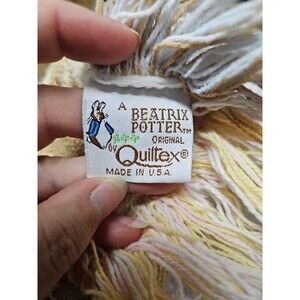 A
BEATRIX
POTTER™
ORIGINAL
by Quiltex®
MADE IN U.S.A.